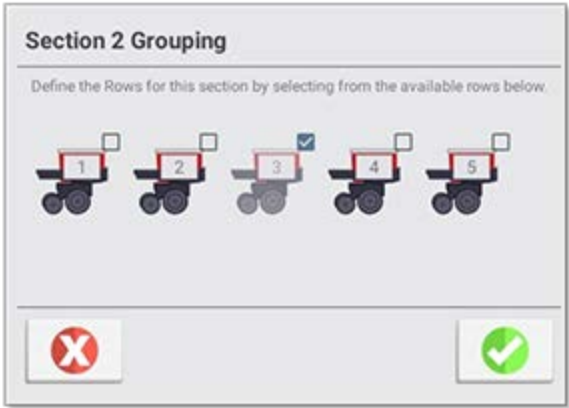 Section 2 Grouping
Define the Rows for this section by selecting from the available rows below.
1 2 3 4 5